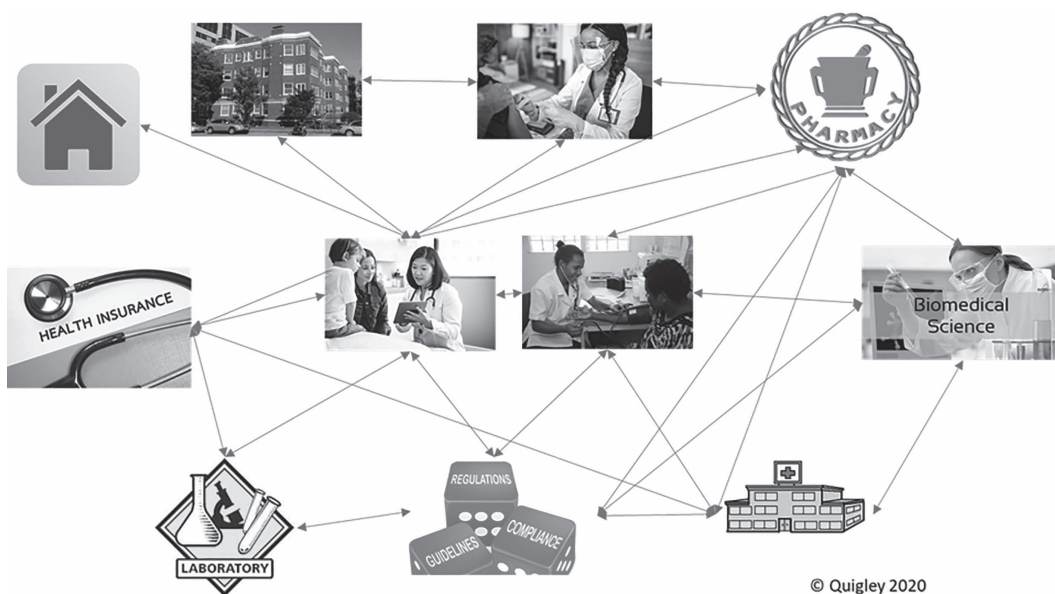 PHARMACY
HEALTH INSURANCE
Biomedical
Science
REGULATIONS
GUIDELINES
COMPLIANCE
LABORATORY
© Quigley 2020